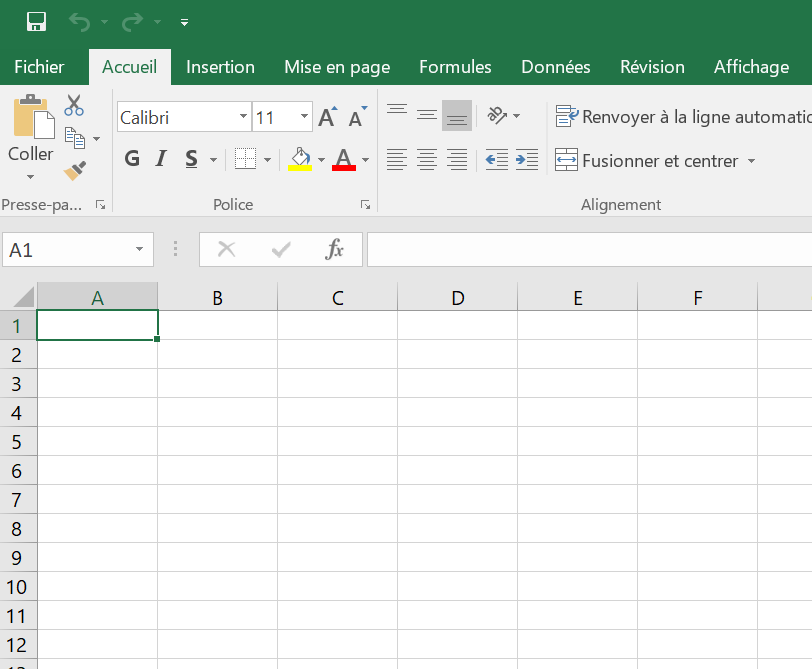 Fichier Accueil Insertion Mise en page Formules Données Révision Affichage
Calibri 11 A A Renvoyer à la ligne automatic
Coller G I S A Fusionner et centrer
Presse-pa... Police Alignement
A1 fx
A B C D E F
1
2
3
4
5
6
7
8
9
10
11
12